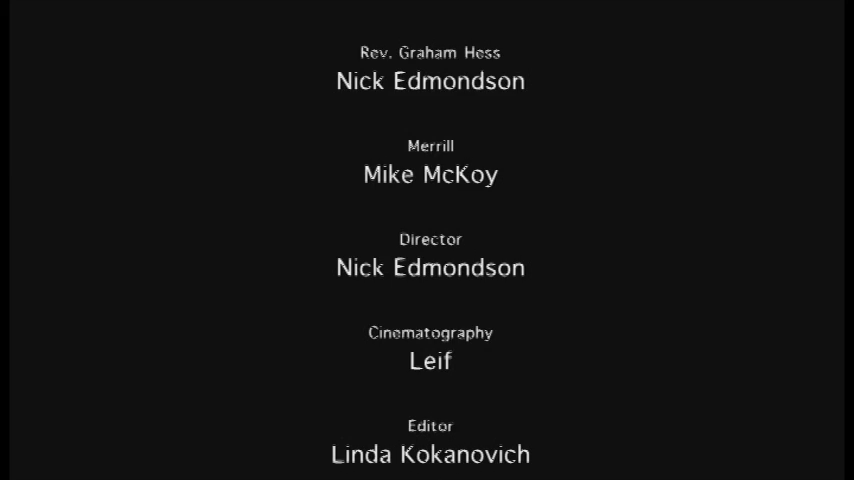 Rev. Graham Hess
Nick Edmondson
Merrill
Mike McKoy
Director
Nick Edmondson
Cinematography
Leif
Editor
Linda Kokanovich